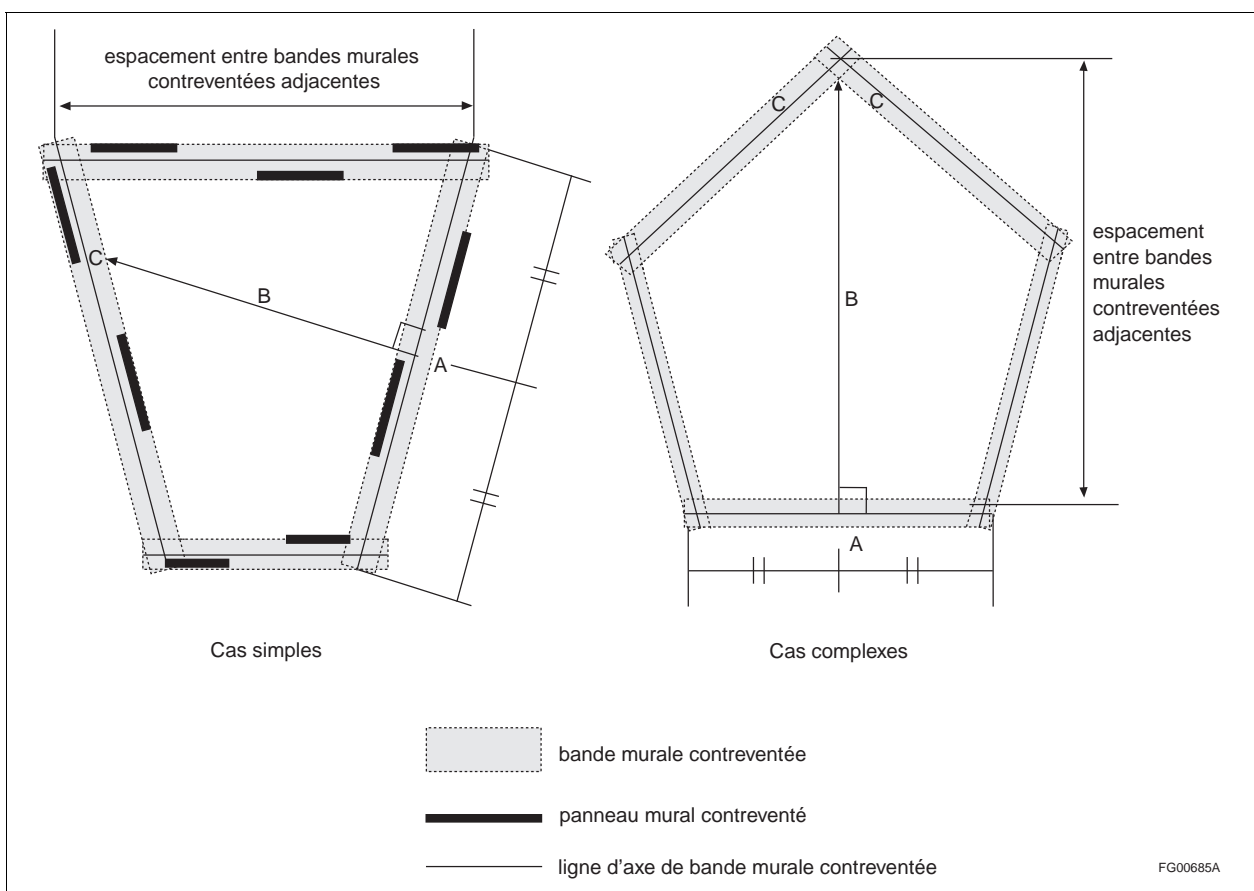 espacement entre bandes murales
contreventées adjacentes
C
B
A
Cas simples
C
C
B
A
espacement
entre bandes
murales
contreventées
adjacentes
Cas complexes
bande murale contreventée
panneau mural contreventé
ligne d'axe de bande murale contreventée
FG00685A